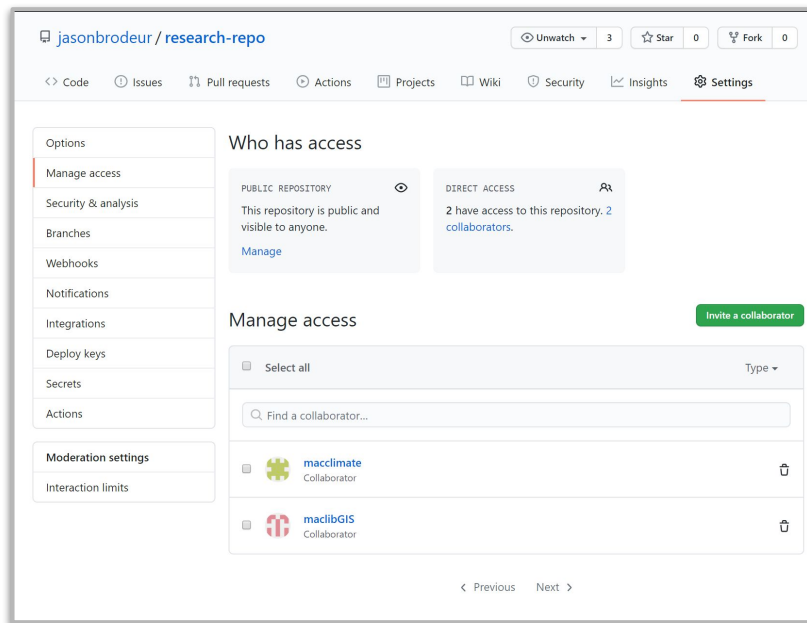 jasonbrodeur / research-repo
Unwatch 3 Star 0 Fork 0
Code Issues Pull requests Actions Projects Wiki Security Insights Settings
Options
Manage access
Security & analysis
Branches
Webhooks
Notifications
Integrations
Deploy keys
Secrets
Actions
Moderation settings
Interaction limits
Who has access
PUBLIC REPOSITORY
This repository is public and
visible to anyone.
Manage
DIRECT ACCESS
2 have access to this repository. 2
collaborators.
Manage access
Invite a collaborator
Select all
Type
Find a collaborator...
macclimate
Collaborator
maclibGIS
Collaborator
Previous Next